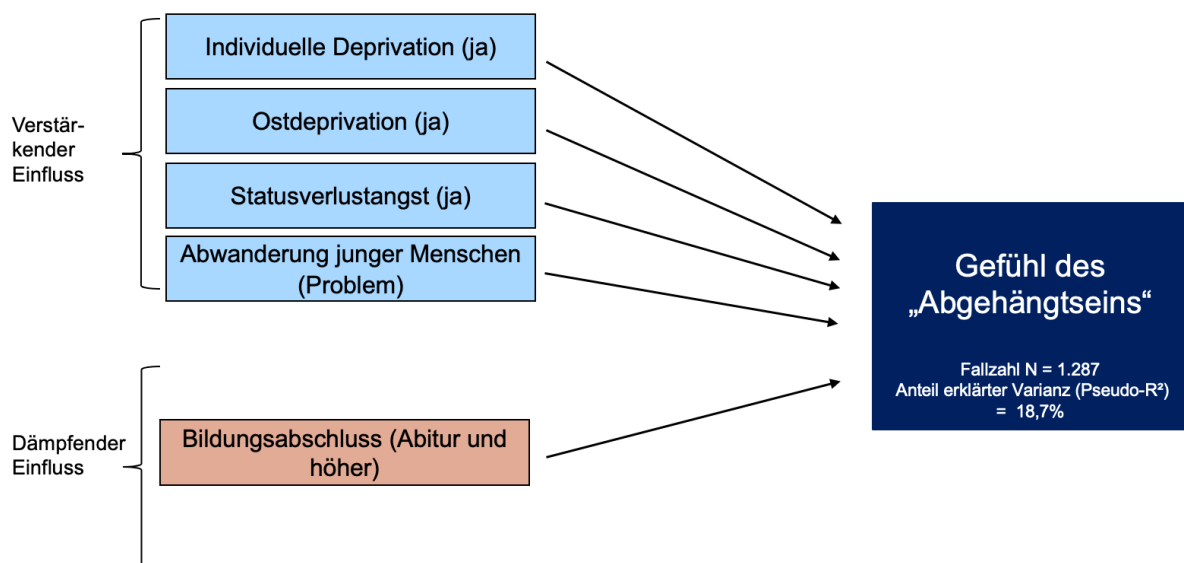 Verstär-
kender
Einfluss
Individuelle Deprivation (ja)
Ostdeprivation (ja)
Statusverlustangst (ja)
Abwanderung junger Menschen
(Problem)
Dämpfender
Einfluss
Bildungsabschluss (Abitur und
höher)
Gefühl des
„Abgehängtseins“
Fallzahl N = 1.287
Anteil erklärter Varianz (Pseudo-R²)
= 18,7%